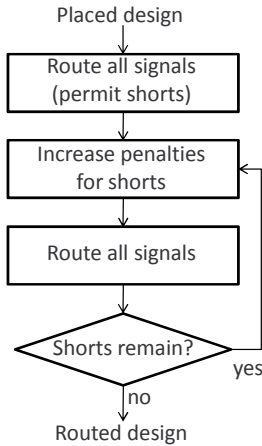 Placed design
Route all signals
(permit shorts)
Increase penalties
for shorts
Route all signals
Shorts remain?
yes
no
Routed design